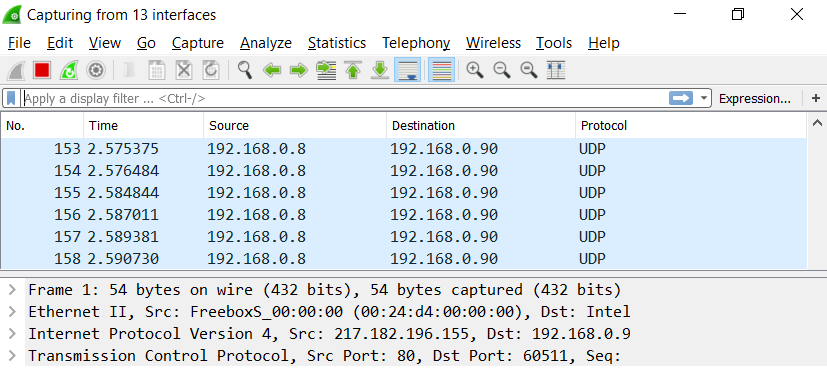 Capturing from 13 interfaces
File Edit View Go Capture Analyze Statistics Telephony Wireless Tools Help
Apply a display filter ... <Ctrl-/> Expression... +
No. Time Source Destination Protocol
153 2.575375 192.168.0.8 192.168.0.90 UDP
154 2.576484 192.168.0.8 192.168.0.90 UDP
155 2.584844 192.168.0.8 192.168.0.90 UDP
156 2.587011 192.168.0.8 192.168.0.90 UDP
157 2.589381 192.168.0.8 192.168.0.90 UDP
158 2.590730 192.168.0.8 192.168.0.90 UDP
> Frame 1: 54 bytes on wire (432 bits), 54 bytes captured (432 bits)
> Ethernet II, Src: FreeboxS_00:00:00 (00:24:d4:00:00:00), Dst: Intel
> Internet Protocol Version 4, Src: 217.182.196.155, Dst: 192.168.0.9
> Transmission Control Protocol, Src Port: 80, Dst Port: 60511, Seq: